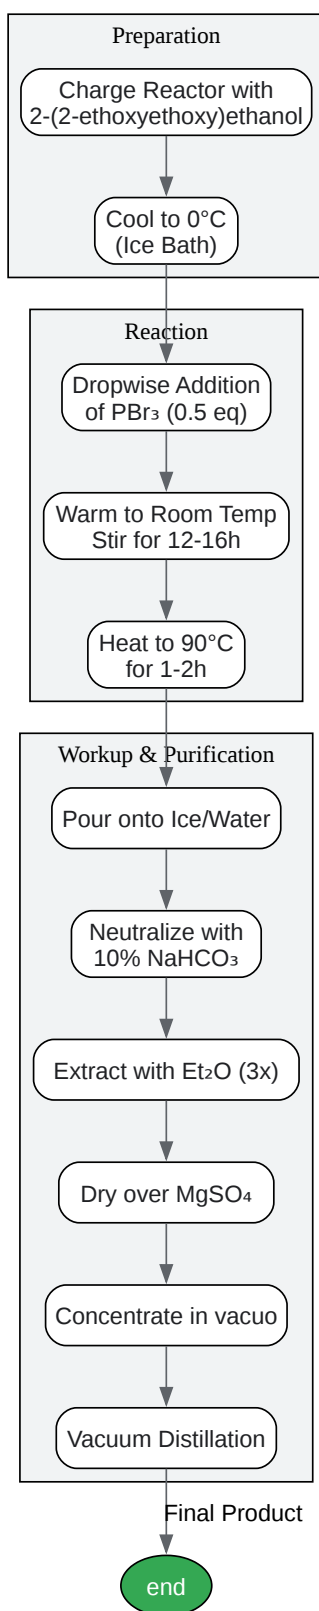 Preparation
Charge Reactor with
2-(2-ethoxyethoxy)ethanol
Cool to 0°C
(Ice Bath)
Reaction
Dropwise Addition
of PBr₃ (0.5 eq)
Warm to Room Temp
Stir for 12-16h
Heat to 90°C
for 1-2h
Workup & Purification
Pour onto Ice/Water
Neutralize with
10% NaHCO₃
Extract with Et₂O (3x)
Dry over MgSO₄
Concentrate in vacuo
Vacuum Distillation
Final Product
end